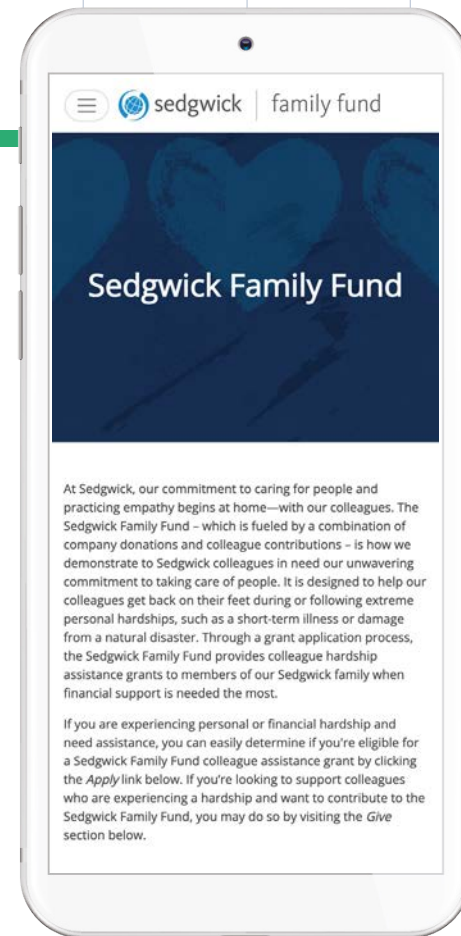 sedgwick | family fund
Sedgwick Family Fund
At Sedgwick, our commitment to caring for people and
practicing empathy begins at home—with our colleagues. The
Sedgwick Family Fund – which is fueled by a combination of
company donations and colleague contributions – is how we
demonstrate to Sedgwick colleagues in need our unwavering
commitment to taking care of people. It is designed to help our
colleagues get back on their feet during or following extreme
personal hardships, such as a short-term illness or damage
from a natural disaster. Through a grant application process,
the Sedgwick Family Fund provides colleague hardship
assistance grants to members of our Sedgwick family when
financial support is needed the most.
If you are experiencing personal or financial hardship and
need assistance, you can easily determine if you're eligible for
a Sedgwick Family Fund colleague assistance grant by clicking
the Apply link below. If you're looking to support colleagues
who are experiencing a hardship and want to contribute to the
Sedgwick Family Fund, you may do so by visiting the Give
section below.